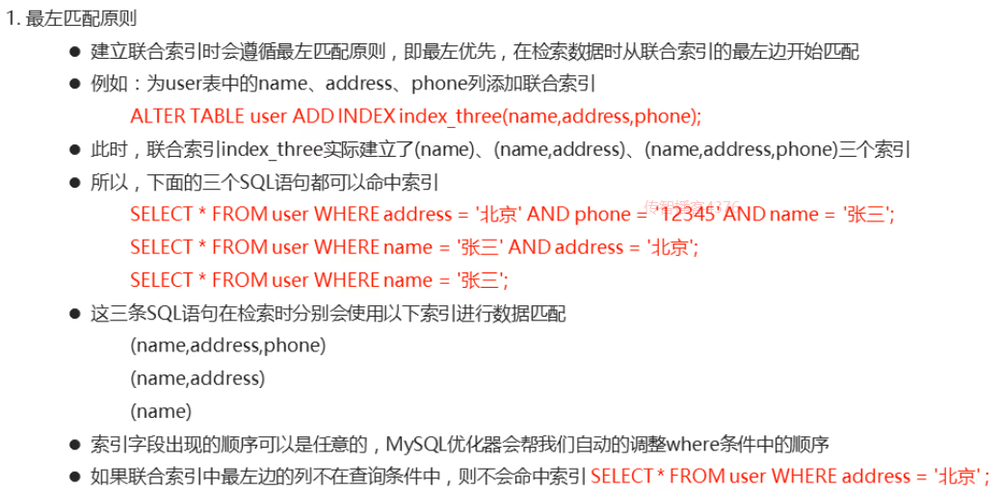 1. 最左匹配原则
● 建立联合索引时会遵循最左匹配原则，即最左优先，在检索数据时从联合索引的最左边开始匹配
● 例如：为user表中的name、address、phone列添加联合索引
ALTER TABLE user ADD INDEX index_three(name,address,phone);
● 此时，联合索引index_three实际建立了(name)、(name,address)、(name,address,phone)三个索引
● 所以，下面的三个SQL语句都可以命中索引
SELECT * FROM user WHERE address = '北京' AND phone = '12345' AND name = '张三';
SELECT * FROM user WHERE name = '张三' AND address = '北京';
SELECT * FROM user WHERE name = '张三';
● 这三条SQL语句在检索时分别会使用以下索引进行数据匹配
(name,address,phone)
(name,address)
(name)
● 索引字段出现的顺序可以是任意的，MySQL优化器会帮我们自动的调整where条件中的顺序
● 如果联合索引中最左边的列不在查询条件中，则不会命中索引 SELECT * FROM user WHERE address = '北京' ;